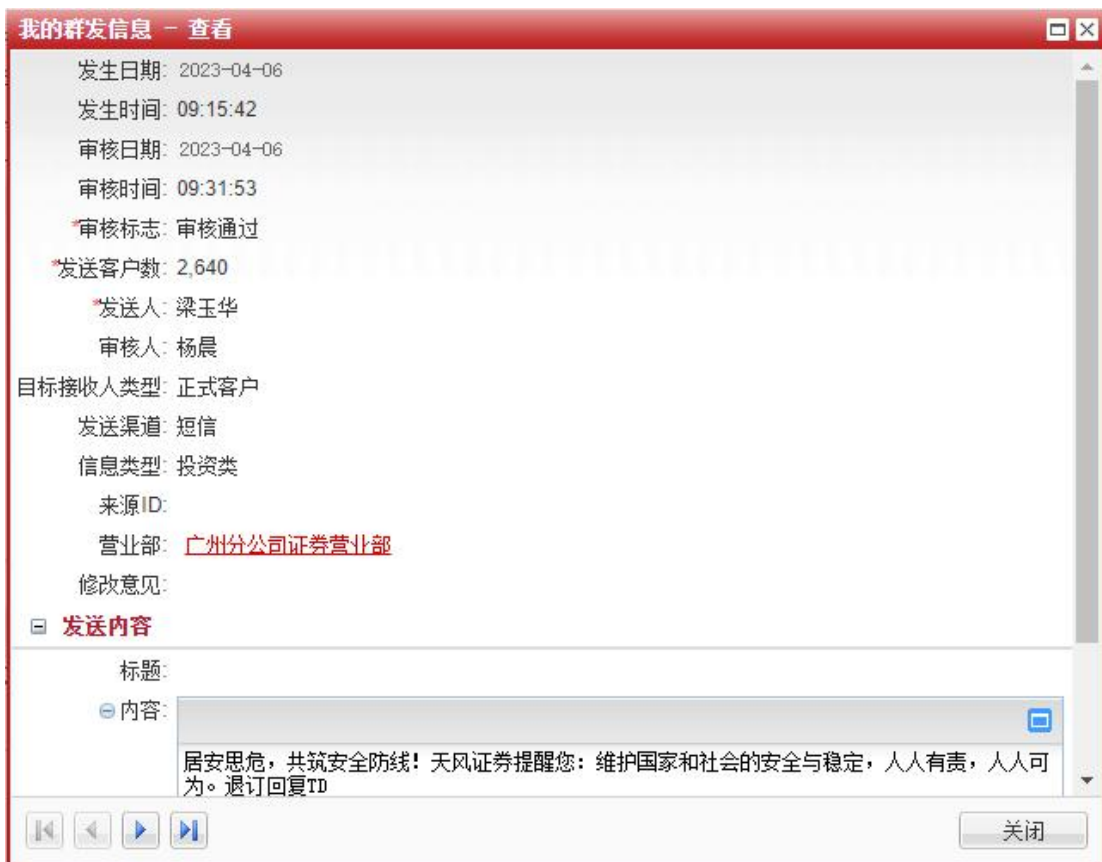 我的群发信息 - 查看
发生日期: 2023-04-06
发生时间: 09:15:42
审核日期: 2023-04-06
审核时间: 09:31:53
*审核标志: 审核通过
*发送客户数: 2,640
*发送人: 梁玉华
审核人: 杨晨
目标接收人类型: 正式客户
发送渠道: 短信
信息类型: 投资类
来源ID:
营业部: 广州分公司证券营业部
修改意见:
发送内容
标题:
内容:
居安思危，共筑安全防线！天风证券提醒您：维护国家和社会的安全与稳定，人人有责，人人可
为。退订回复TD
关闭